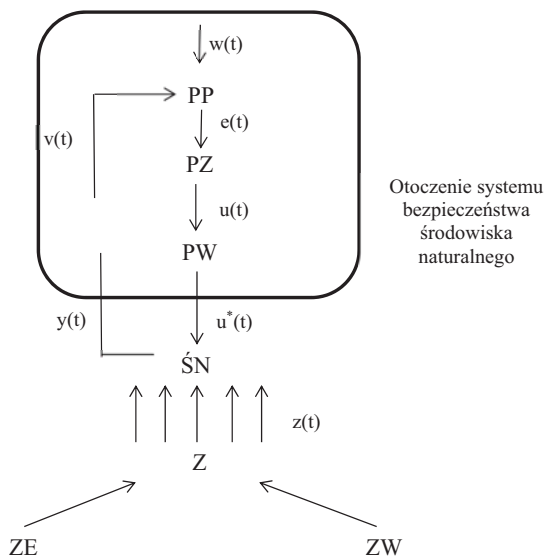 w(t)
PP
v(t)
e(t)
PZ
Otoczenie systemu
bezpieczeństwa
środowiska
naturalnego
u(t)
PW
y(t)
u*(t)
ŚN
z(t)
Z
ZE
ZW